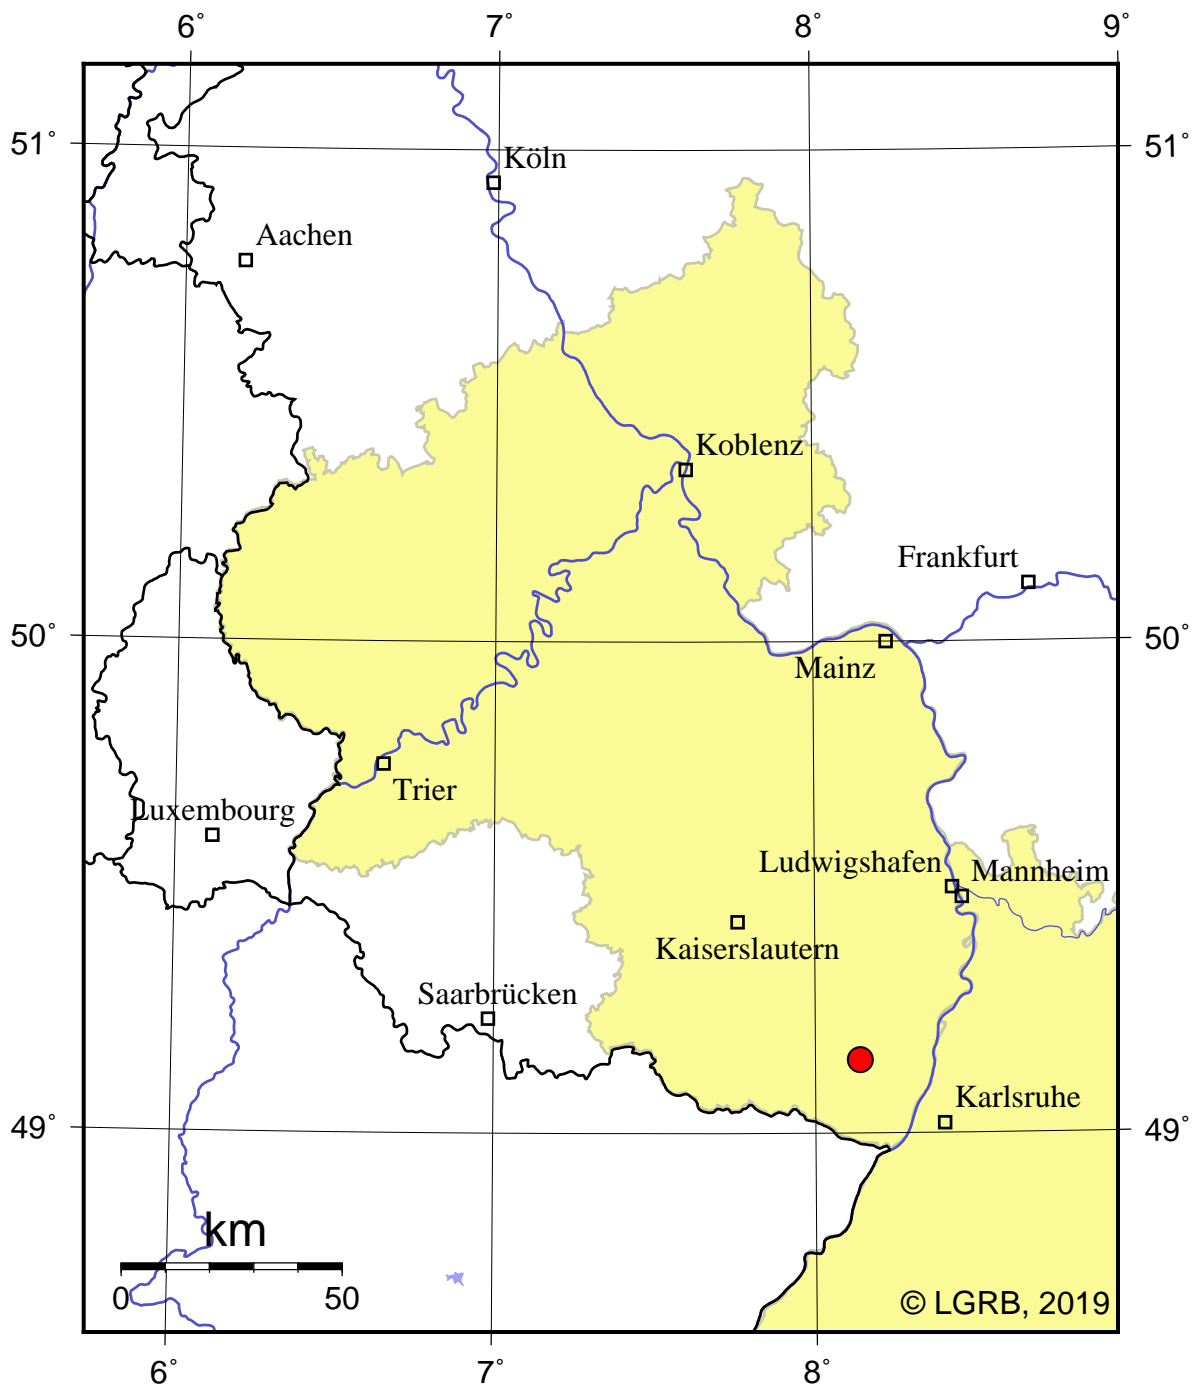 6° 7° 8° 9°
51° 51°
Köln
Aachen
Koblenz
Frankfurt
50° 50°
Mainz
Trier
Luxembourg
Ludwigshafen
Mannheim
Kaiserslautern
Saarbrücken
Karlsruhe
49° 49°
km
0 50
© LGRB, 2019
6° 7° 8°